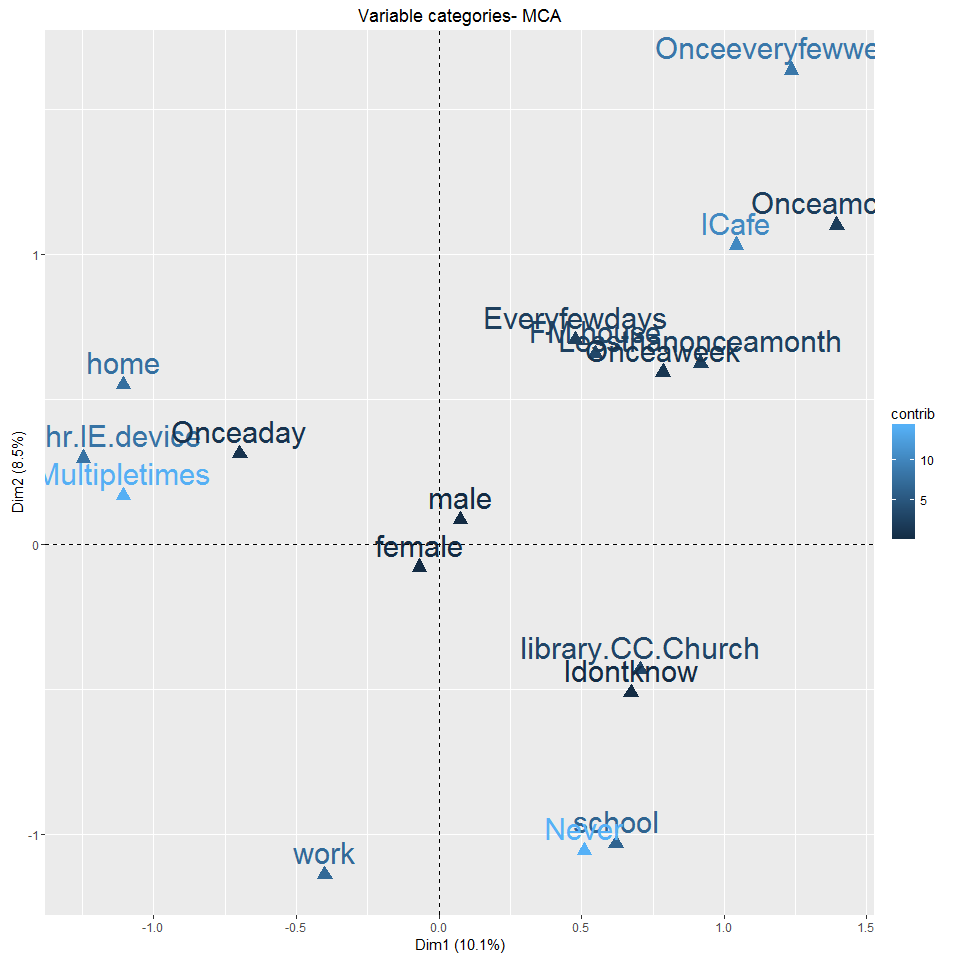 Variable categories- MCA
Onceeveryfewwe
Onceamo
ICafe
Everyfewdays
Lessthanonceamonth
Onceaweek
home
hr.IE.device
Onceaday
Multipletimes
male
female
library.CC.Church
Idontknow
school
Never
work
contrib
10
5
Dim2 (8.5%)
1
0
-1
-1.0
-0.5
0.0
0.5
1.0
1.5
Dim1 (10.1%)